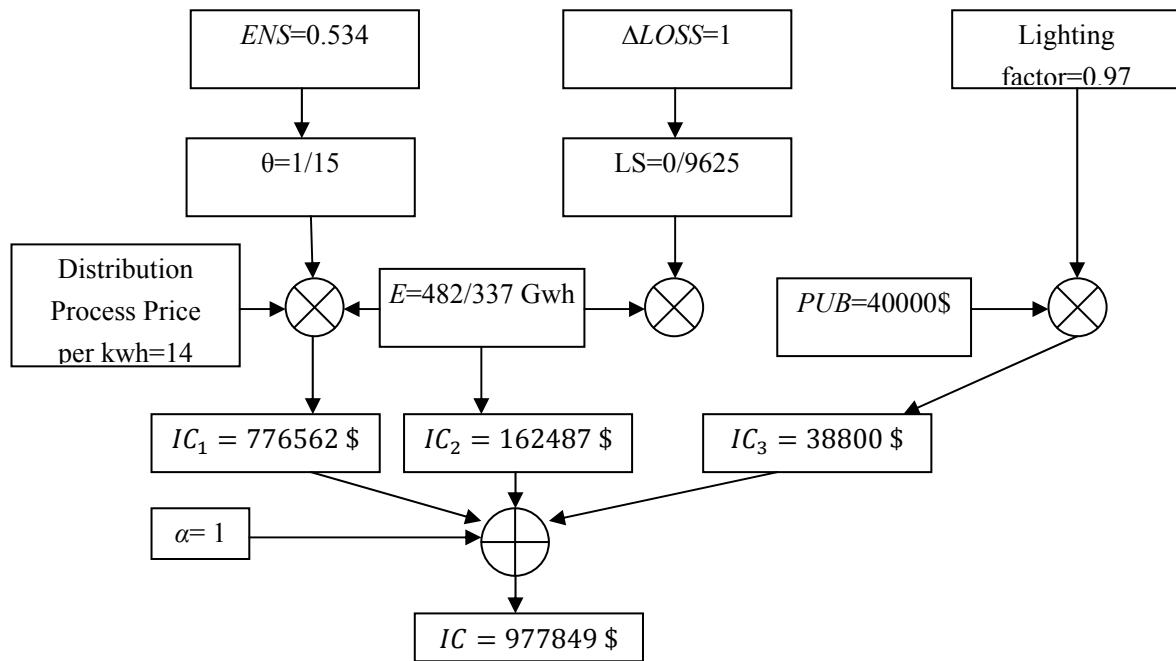 ENS=0.534
ΔLOSS=1
Lighting
factor=0.97
θ=1/15
LS=0/9625
Distribution
Process Price
per kwh=14
E=482/337 Gwh
PUB=40000$
IC₁ = 776562 $
IC₂ = 162487 $
IC₃ = 38800 $
α= 1
IC = 977849 $